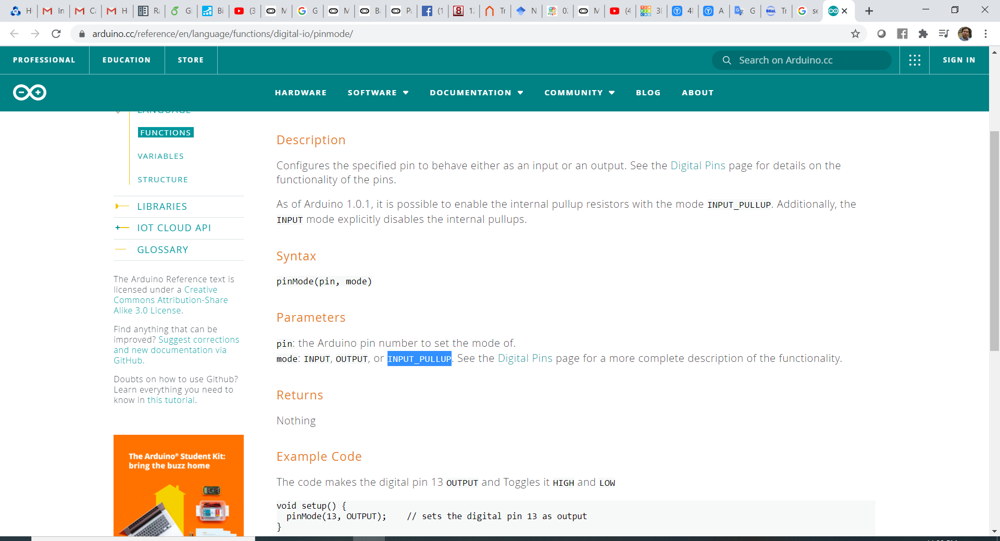 arduino.cc/reference/en/language/functions/digital-io/pinmode/
PROFESSIONAL
EDUCATION
STORE
Search on Arduino.cc
SIGN IN
HARDWARE
SOFTWARE
DOCUMENTATION
COMMUNITY
BLOG
ABOUT
LANGUAGE
FUNCTIONS
VARIABLES
STRUCTURE
LIBRARIES
IOT CLOUD API
GLOSSARY
The Arduino Reference text is
licensed under a Creative
Commons Attribution-Share
Alike 3.0 License.
Find anything that can be
improved? Suggest corrections
and new documentation via
GitHub.
Doubts on how to use Github?
Learn everything you need to
know in this tutorial.
The Arduino® Student Kit:
bring the buzz home
Description
Configures the specified pin to behave either as an input or an output. See the Digital Pins page for details on the
functionality of the pins.
As of Arduino 1.0.1, it is possible to enable the internal pullup resistors with the mode INPUT_PULLUP. Additionally, the
INPUT mode explicitly disables the internal pullups.
Syntax
pinMode(pin, mode)
Parameters
pin: the Arduino pin number to set the mode of.
mode: INPUT, OUTPUT, or INPUT_PULLUP. See the Digital Pins page for a more complete description of the functionality.
Returns
Nothing
Example Code
The code makes the digital pin 13 OUTPUT and Toggles it HIGH and LOW
void setup() {
pinMode(13, OUTPUT);    // sets the digital pin 13 as output
}